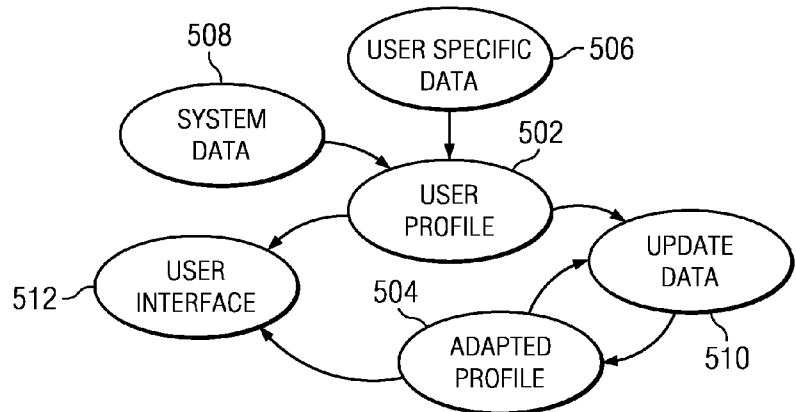 508
USER SPECIFIC
DATA
506
SYSTEM
DATA
502
USER
PROFILE
UPDATE
DATA
510
USER
INTERFACE
512
504
ADAPTED
PROFILE